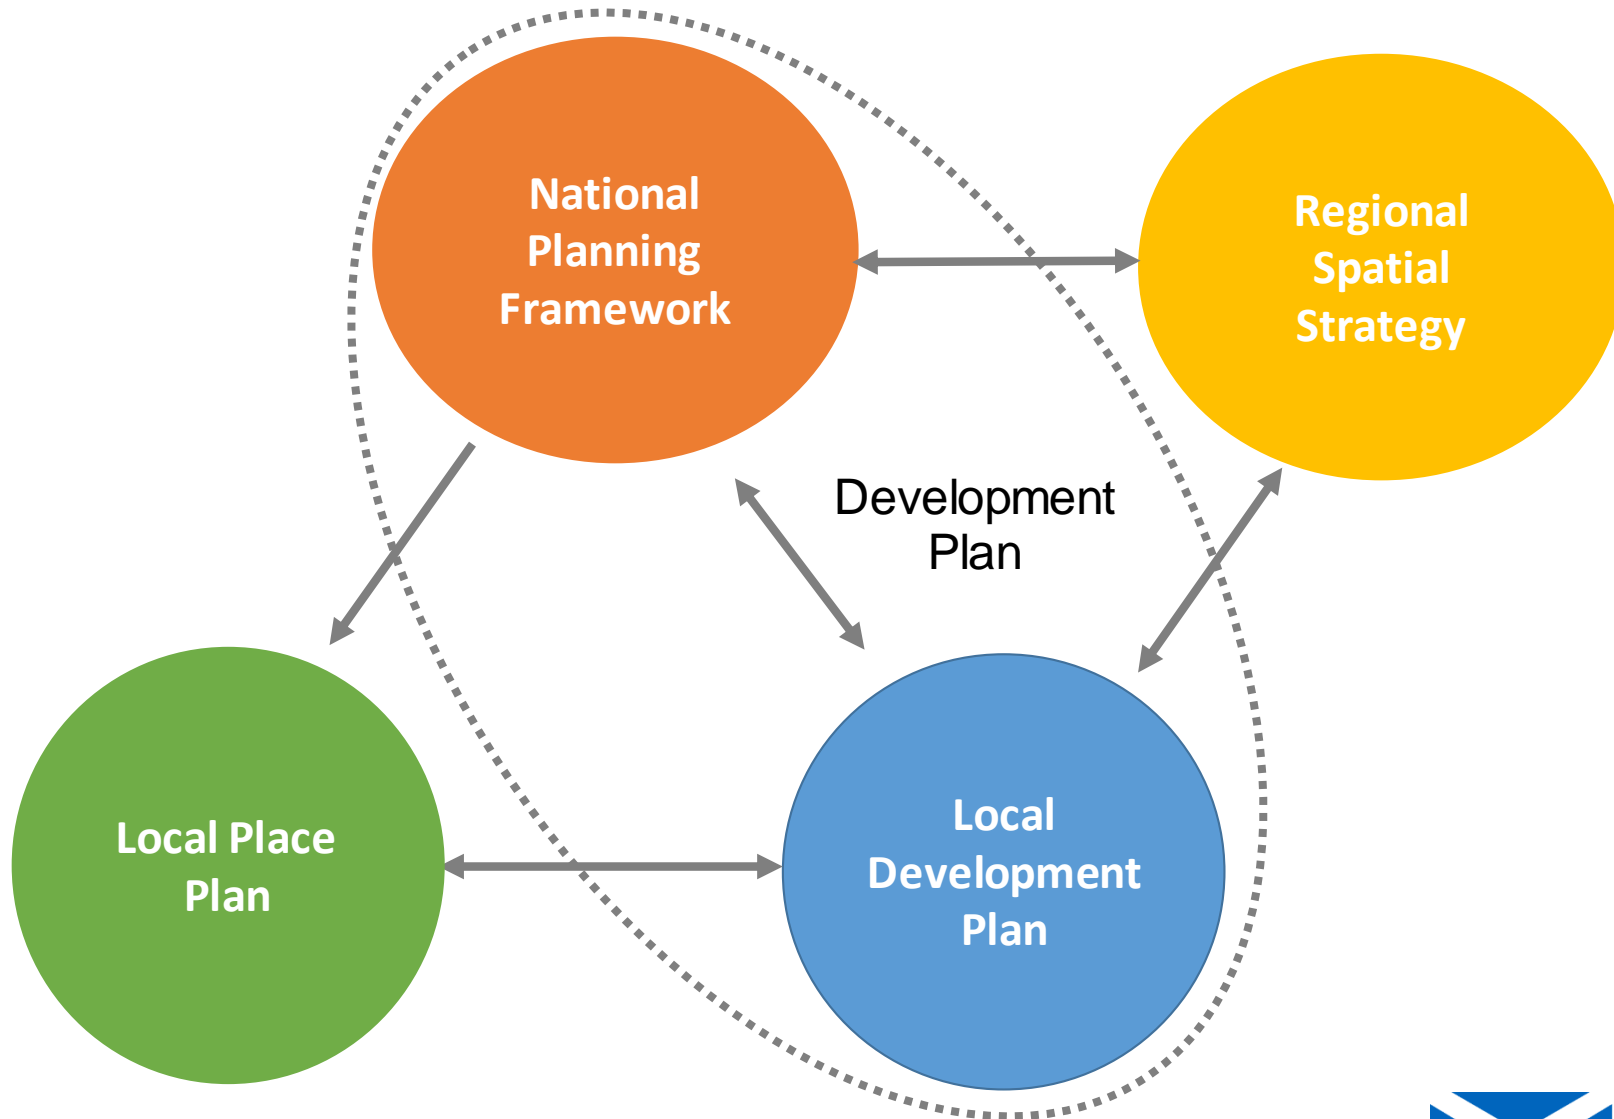 National
Planning
Framework
Regional
Spatial
Strategy
Development
Plan
Local Place
Plan
Local
Development
Plan